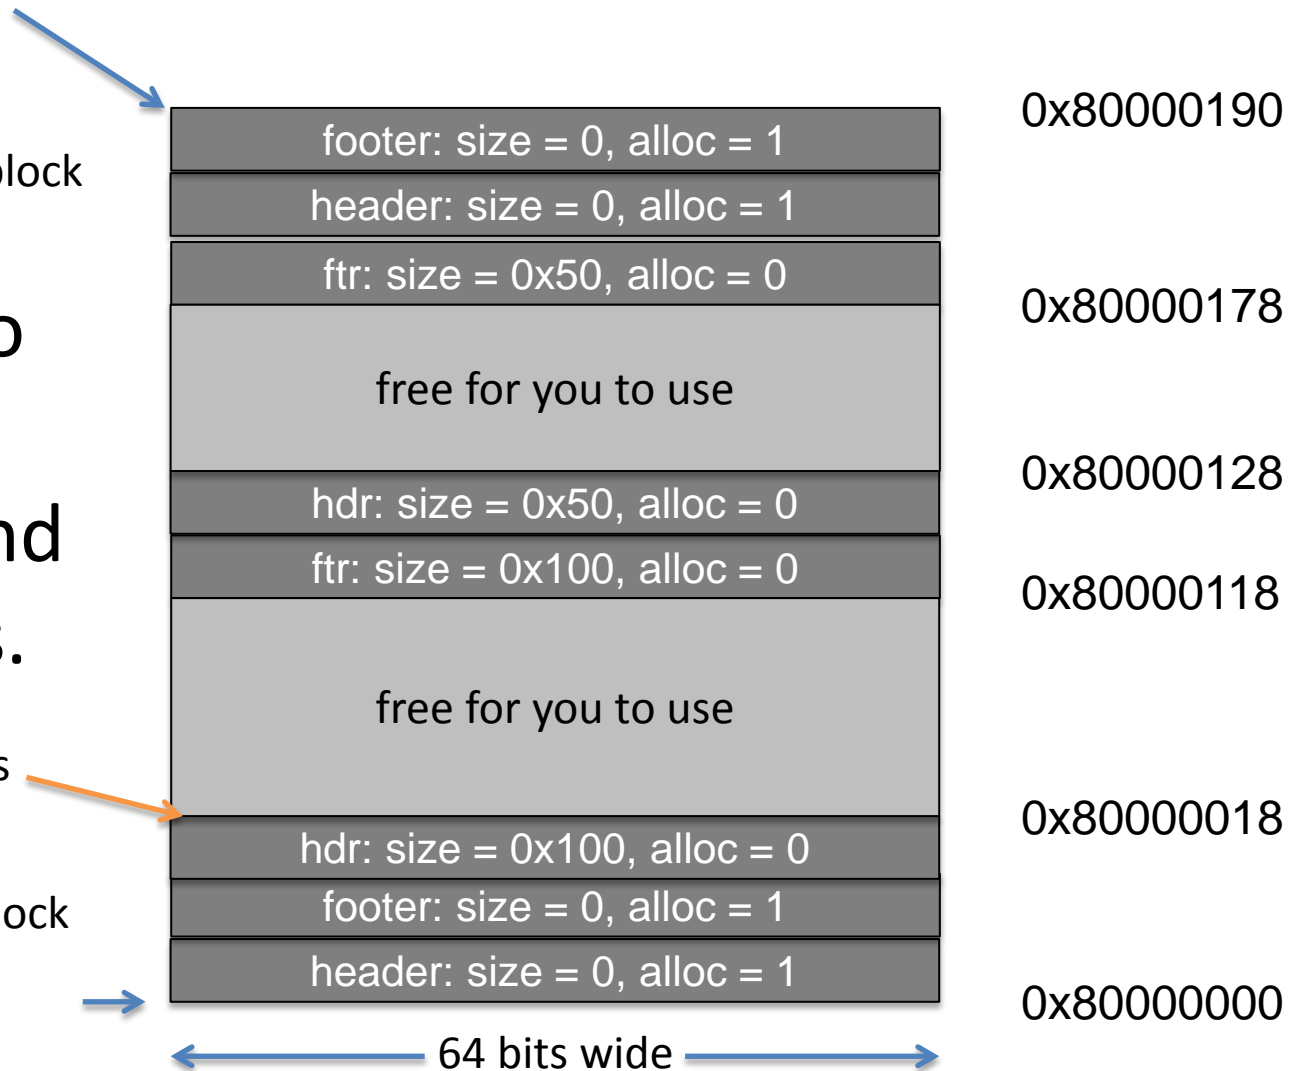 0x80000190
footer: size = 0, alloc = 1
header: size = 0, alloc = 1
ftr: size = 0x50, alloc = 0
0x80000178
free for you to use
0x80000128
hdr: size = 0x50, alloc = 0
ftr: size = 0x100, alloc = 0
0x80000118
s.
free for you to use
0x80000018
hdr: size = 0x100, alloc = 0
footer: size = 0, alloc = 1
header: size = 0, alloc = 1
0x80000000
64 bits wide